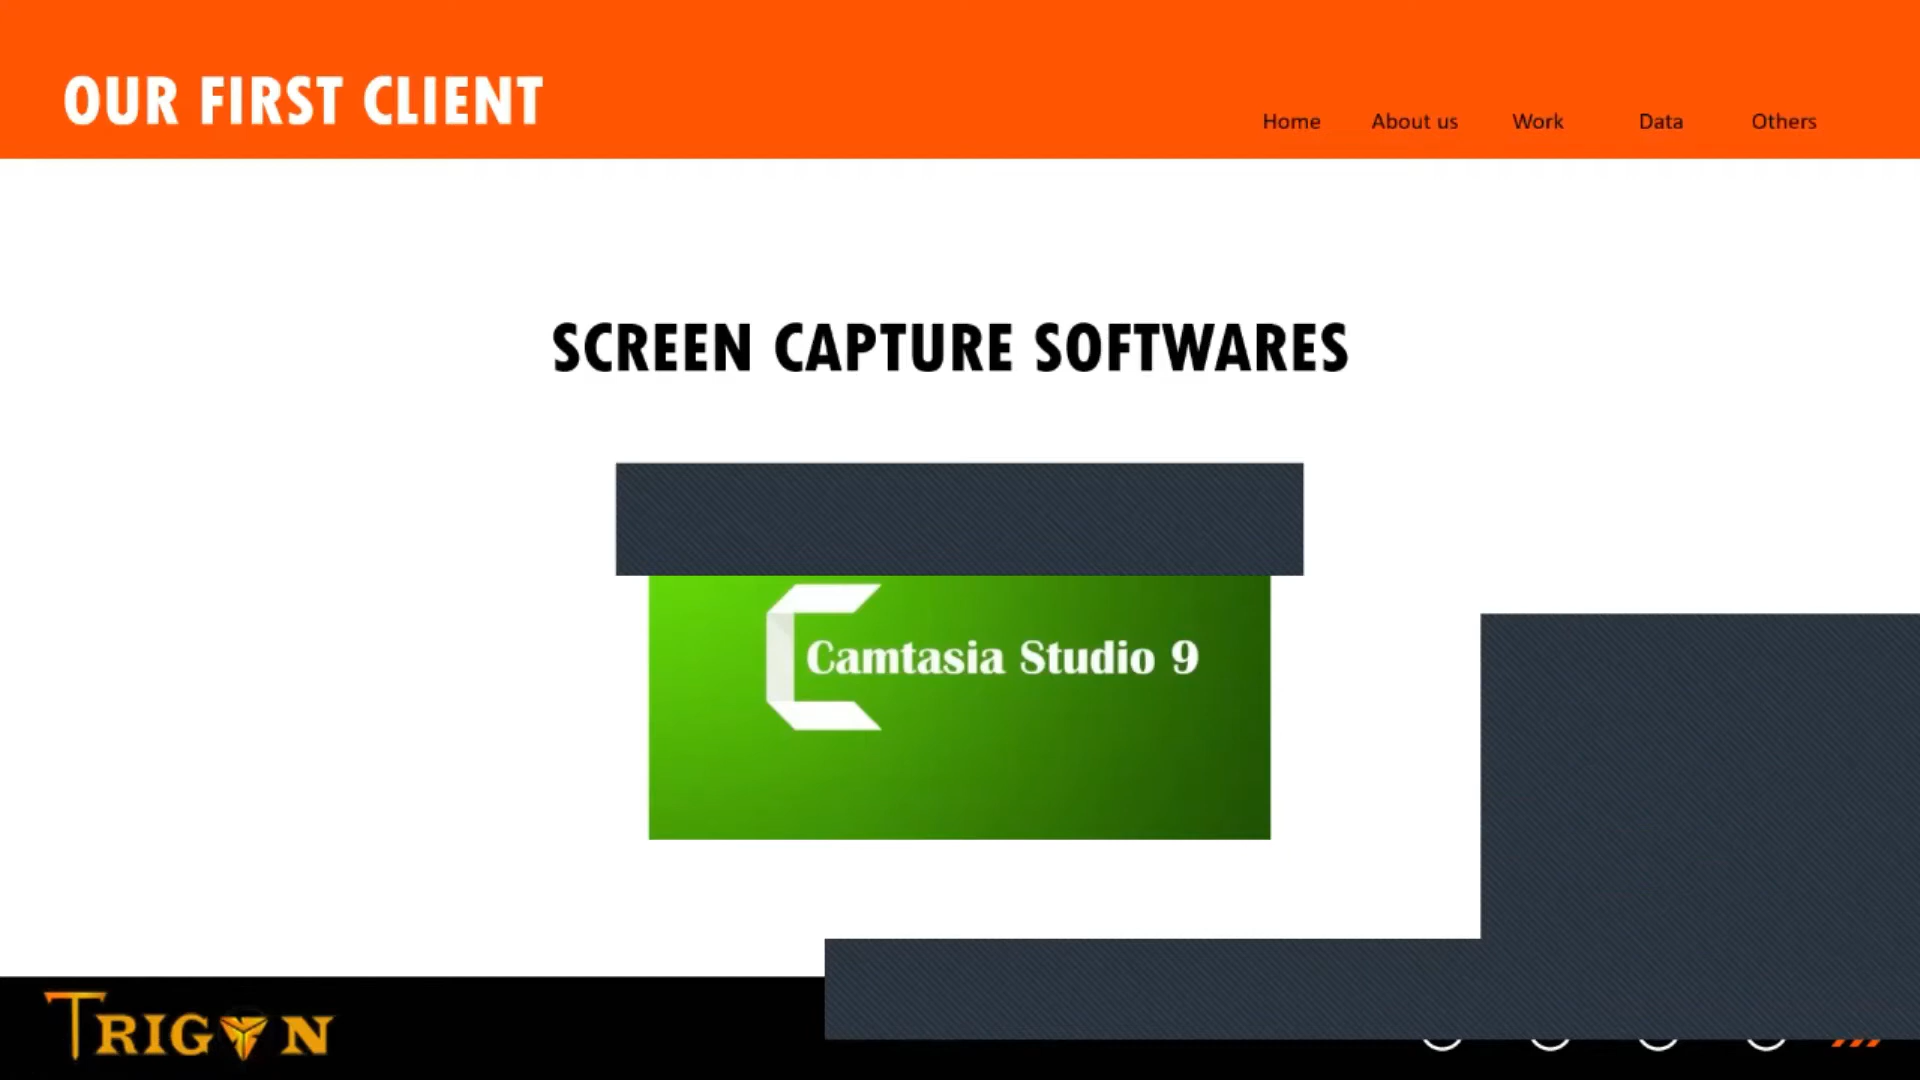 OUR FIRST CLIENT
Home About us Work Data Others
SCREEN CAPTURE SOFTWARES
Camtasia Studio 9
TRIGON